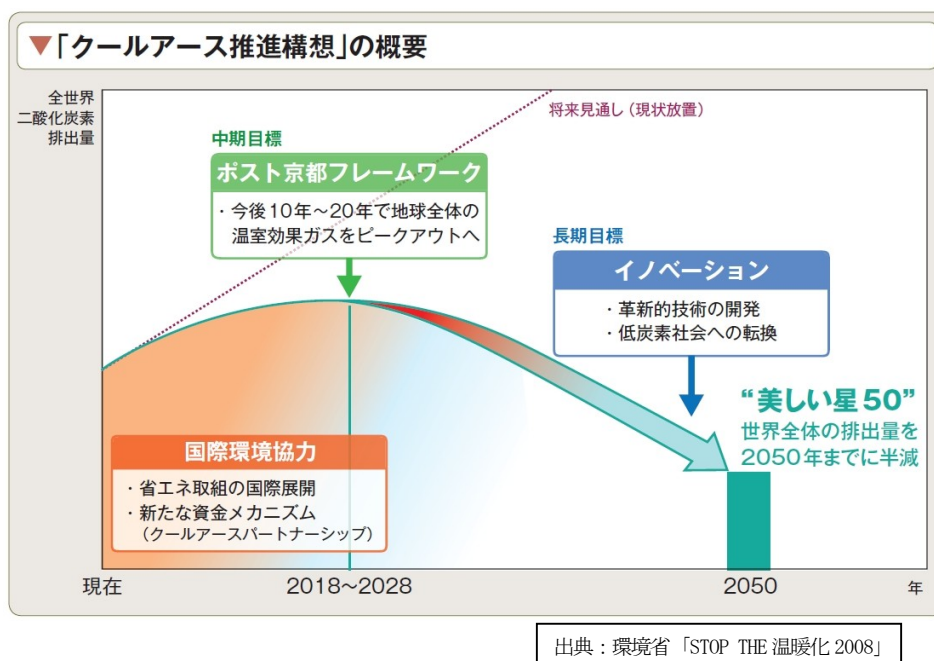 ▼「クールアース推進構想」の概要
全世界
二酸化炭素
排出量
将来見通し（現状放置）
中期目標
ポスト京都フレームワーク
・今後10年～20年で地球全体の
温室効果ガスをピークアウトへ
長期目標
イノベーション
・革新的技術の開発
・低炭素社会への転換
“美しい星50”
世界全体の排出量を
2050年までに半減
国際環境協力
・省エネ取組の国際展開
・新たな資金メカニズム
（クールアースパートナーシップ）
現在
2018～2028
2050
年
出典：環境省「STOP THE 温暖化 2008」